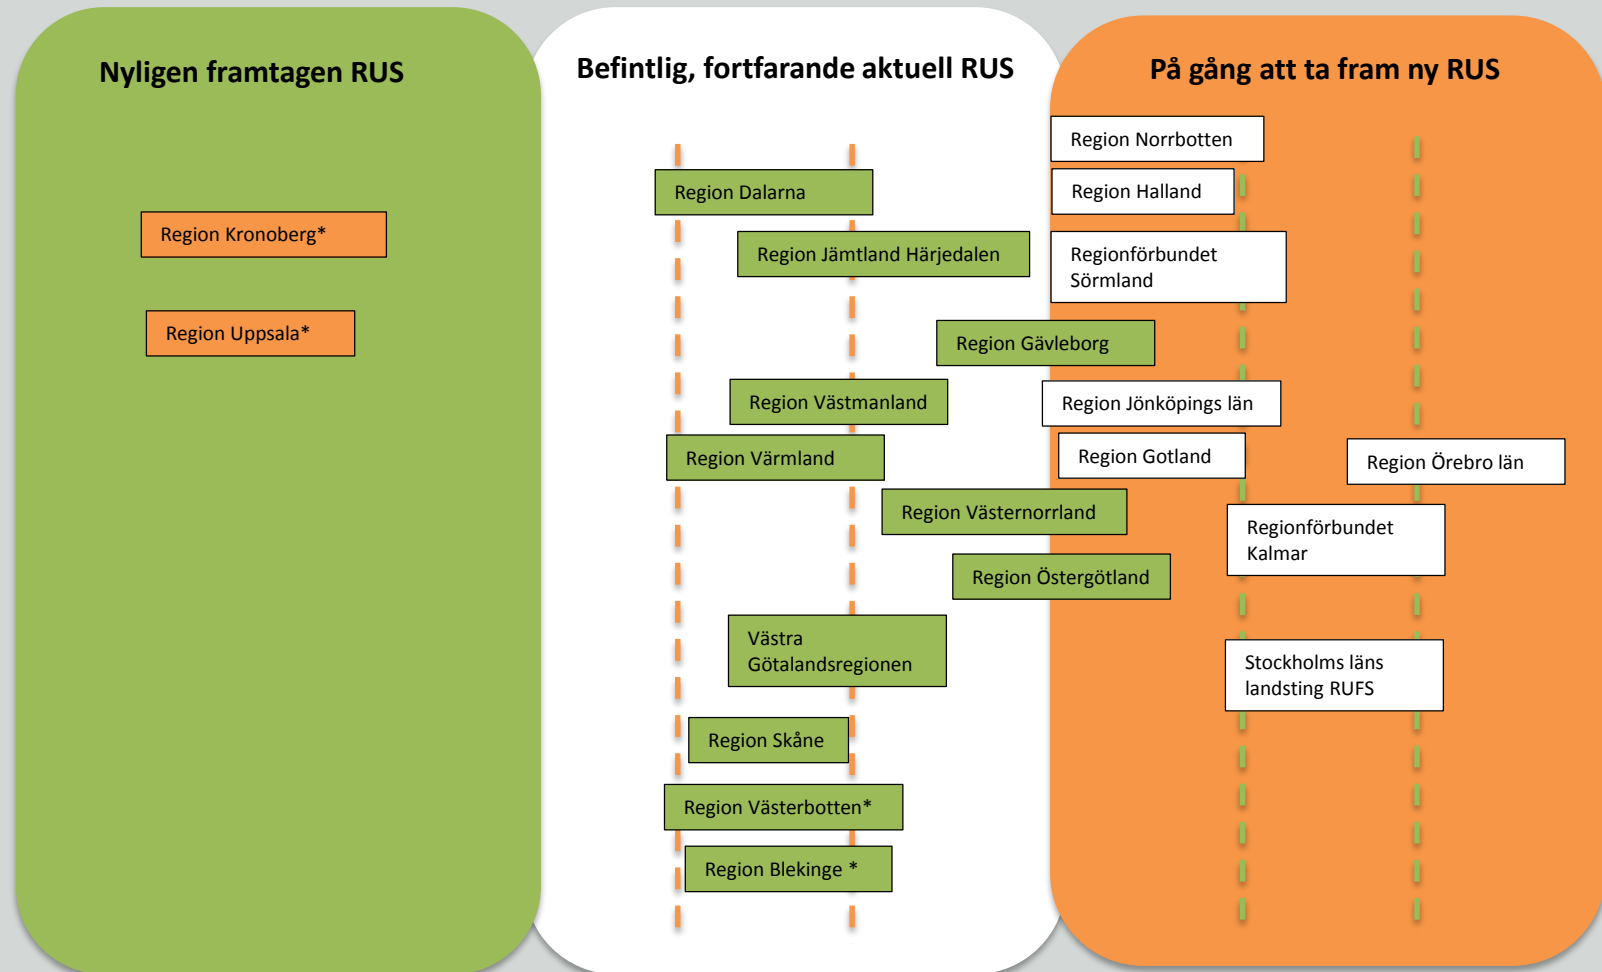 Nyligen framtagen RUS
Region Kronoberg*
Region Uppsala*
Befintlig, fortfarande aktuell RUS
Region Dalarna
Region Jämtland Härjedalen
Region Gävleborg
Region Västmanland
Region Värmland
Region Västernorrland
Region Östergötland
Västra
Götalandsregionen
Region Skåne
Region Västerbotten*
Region Blekinge *
På gång att ta fram ny RUS
Region Norrbotten
Region Halland
Regionförbundet
Sörmland
Region Jönköpings län
Region Gotland
Region Örebro län
Regionförbundet
Kalmar
Stockholms läns
landsting RUFS